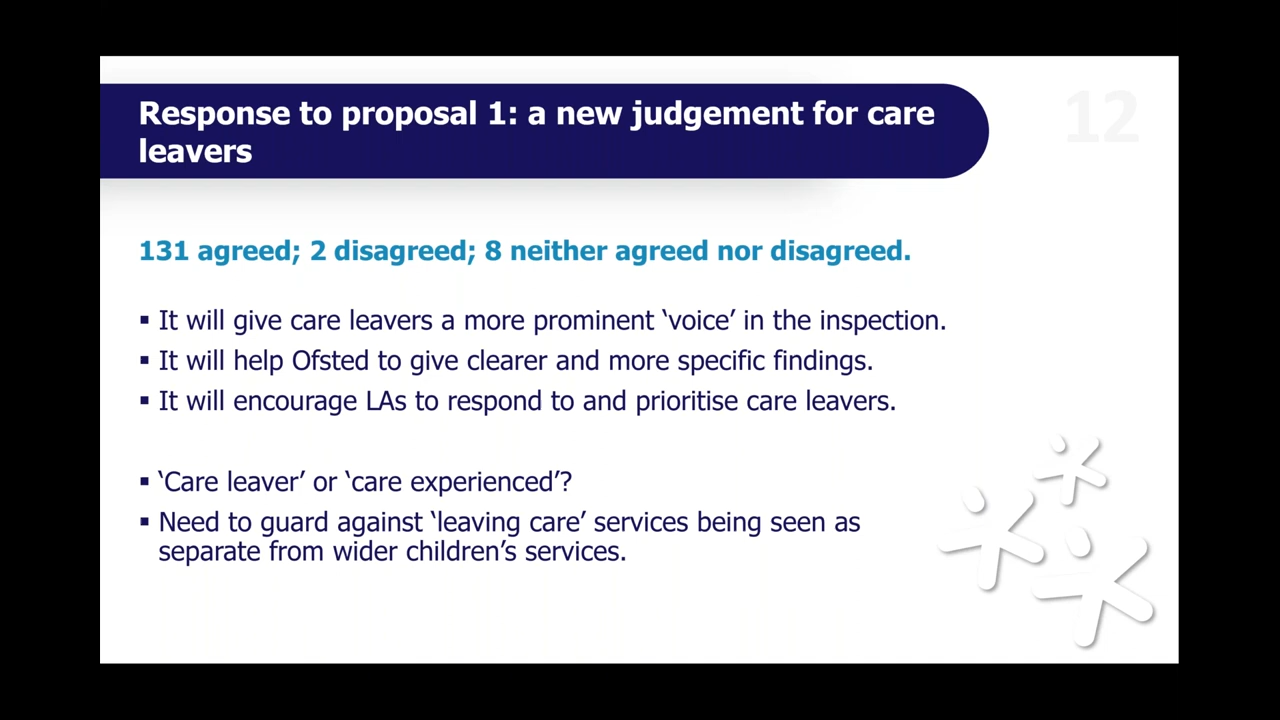 Response to proposal 1: a new judgement for care
leavers
12
131 agreed; 2 disagreed; 8 neither agreed nor disagreed.
▪ It will give care leavers a more prominent ‘voice’ in the inspection.
▪ It will help Ofsted to give clearer and more specific findings.
▪ It will encourage LAs to respond to and prioritise care leavers.
▪ ‘Care leaver’ or ‘care experienced’?
▪ Need to guard against ‘leaving care’ services being seen as
separate from wider children’s services.